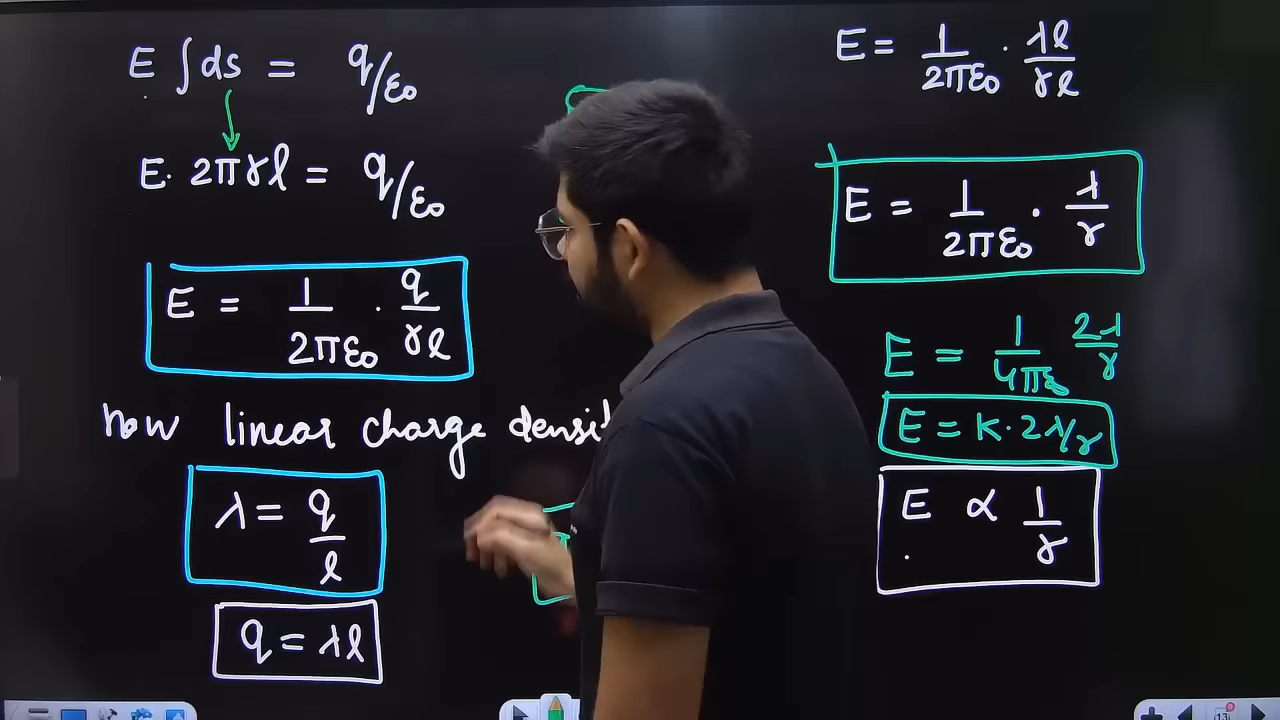 E ∫ ds = q/ε₀
E. 2πrl = q/ε₀
E = 1/2πε₀ . q/rl
now linear charge densi
λ = q/l
q = λl
E = 1/2πε₀ . λl/rl
E = 1/2πε₀ . λ/r
E = 1/4πε₀ 2λ/r
E = K. 2λ/r
E ∝ 1/r